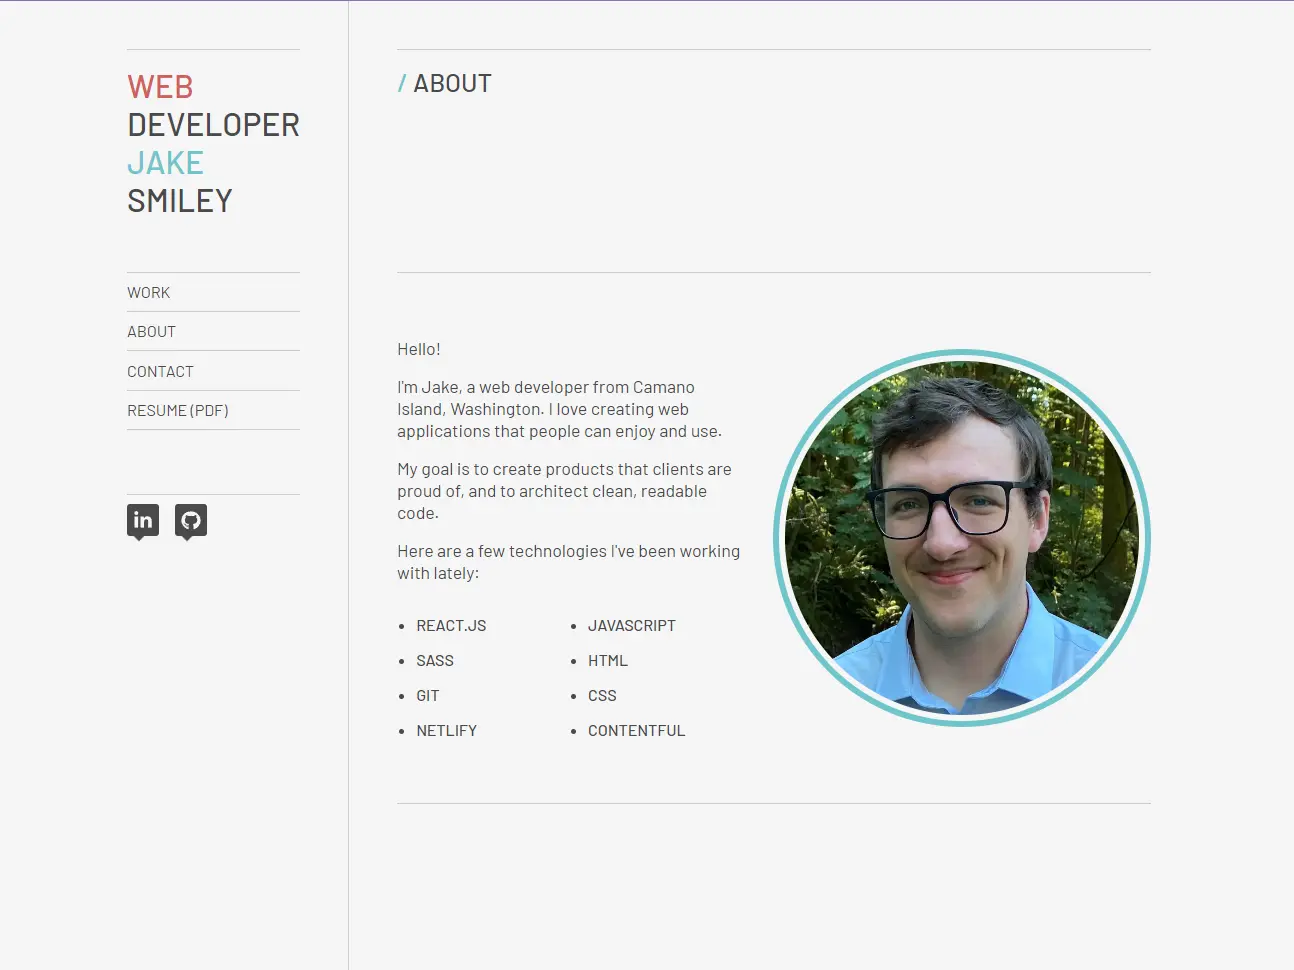 WEB
DEVELOPER
JAKE
SMILEY
WORK
ABOUT
CONTACT
RESUME (PDF)
in
/ ABOUT
Hello!
I'm Jake, a web developer from Camano
Island, Washington. I love creating web
applications that people can enjoy and use.
My goal is to create products that clients are
proud of, and to architect clean, readable
code.
Here are a few technologies I've been working
with lately:
• REACT.JS
• JAVASCRIPT
• SASS
• HTML
• GIT
• CSS
• NETLIFY
• CONTENTFUL